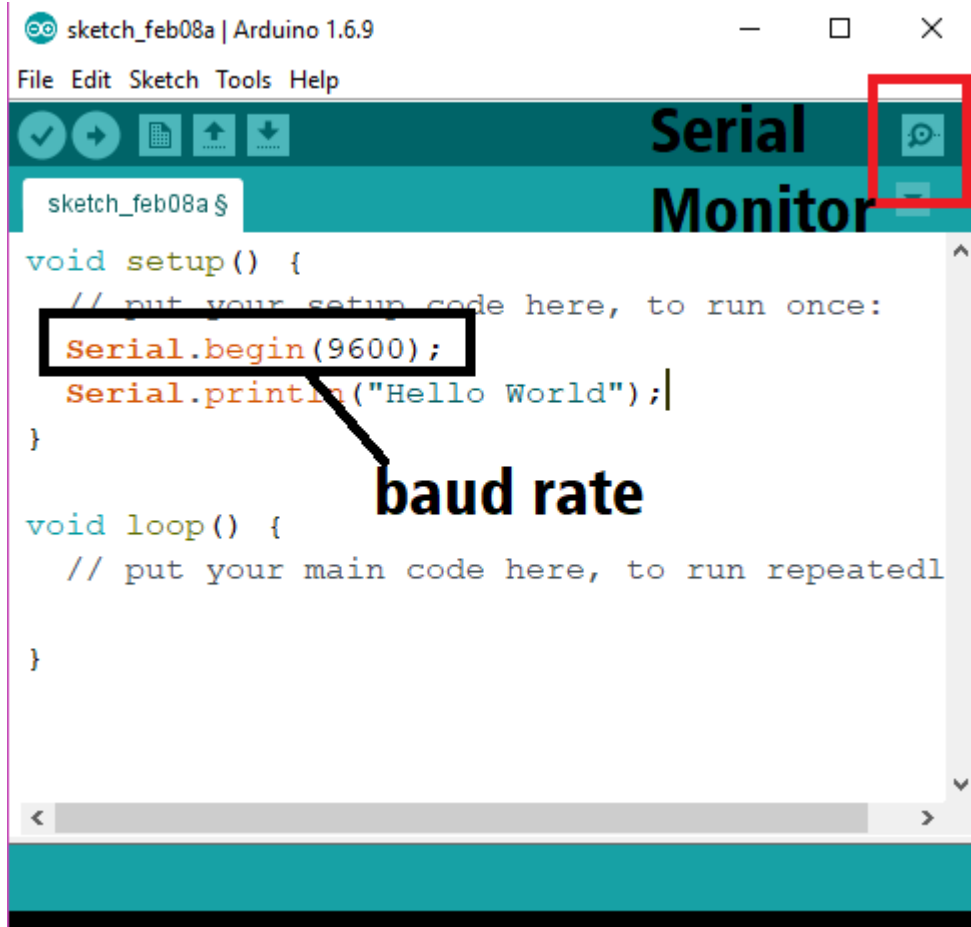 sketch_feb08a | Arduino 1.6.9
File Edit Sketch Tools Help
Serial
Monitor
sketch_feb08a §
void setup() {
// put your setup code here, to run once:
Serial.begin(9600);
Serial.println("Hello World");
}
baud rate
void loop() {
// put your main code here, to run repeatedl
}